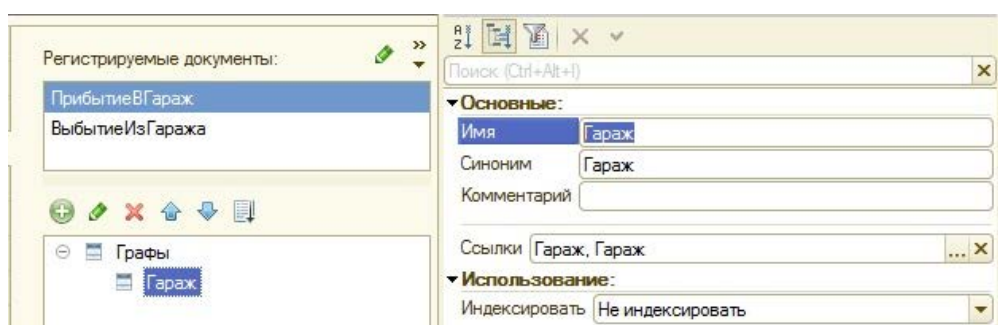 Регистрируемые документы:
ПрибытиеВГараж
ВыбытиеИзГаража
Графы
Гараж
Поиск (Ctrl+Alt+I)
Основные:
Имя Гараж
Синоним Гараж
Комментарий
Ссылки Гараж, Гараж ...
Использование:
Индексировать Не индексировать